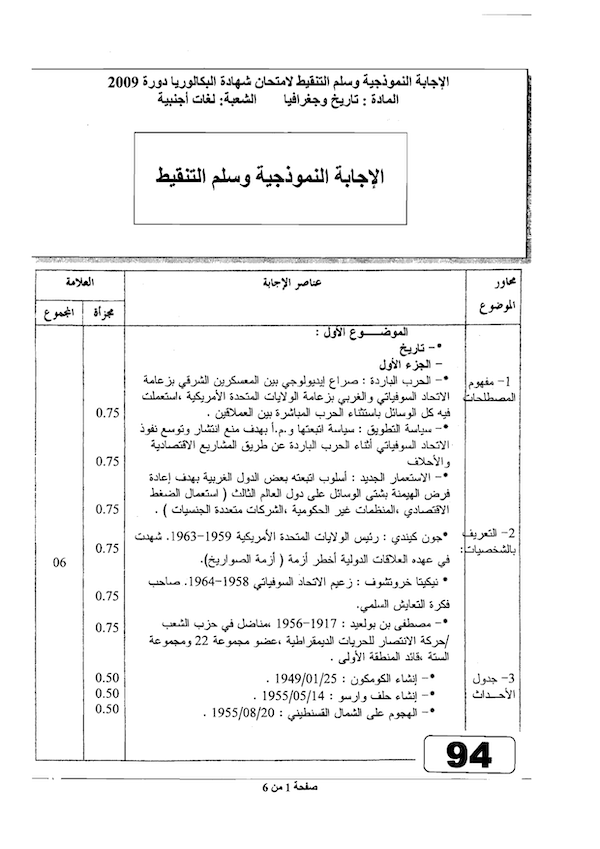 الإجابة النموذجية وسلم التنقيط لامتحان شهادة البكالوريا دورة 2009
المادة : تاريخ وجغرافيا الشعبة: لغات أجنبية
الإجابة النموذجية وسلم التنقيط
محاور الموضوع
عناصر الإجابة
العلامة
مجزأة
المجموع
الموضــــوع الأول :
*- تاريخ
- الجزء الأول
1- مفهوم المصطلحات
*- الحرب الباردة : صراع إيديولوجي بين المعسكرين الشرقي بزعامة
الاتحاد السوفياتي والغربي بزعامة الولايات المتحدة الأمريكية ،استعملت
فيه كل الوسائل باستثناء الحرب المباشرة بين العملاقين . 0.75
*- سياسة التطويق : سياسة اتبعتها و.م.أ بهدف منع انتشار وتوسع نفوذ
الاتحاد السوفياتي أثناء الحرب الباردة عن طريق المشاريع الاقتصادية
والأحلاف 0.75
*- الاستعمار الجديد : أسلوب اتبعته بعض الدول الغربية بهدف إعادة
فرض الهيمنة بشتى الوسائل على دول العالم الثالث ( استعمال الضغط
الاقتصادي ،المنظمات غير الحكومية ،الشركات متعددة الجنسيات ) . 0.75
2- التعريف بالشخصيات:
*جون كيندي : رئيس الولايات المتحدة الأمريكية 1959-1963. شهدت 0.75
في عهده العلاقات الدولية أخطر أزمة ( أزمة الصواريخ).
06
* نيكيتا خروتشوف : زعيم الاتحاد السوفياتي 1958-1964. صاحب
فكرة التعايش السلمي. 0.75
*- مصطفى بن بولعيد : 1917-1956 ،مناضل في حزب الشعب 0.75
/حركة الانتصار للحريات الديمقراطية ،عضو مجموعة 22 ومجموعة
الستة ،قائد المنطقة الأولى .
3- جدول الأحــداث
*- إنشاء الكومكون : 1949/01/25 . 0.50
*- إنشاء حلف وارسو : 1955/05/14 . 0.50
*- الهجوم على الشمال القسنطيني : 1955/08/20 . 0.50
94
صفحة 1 من 6